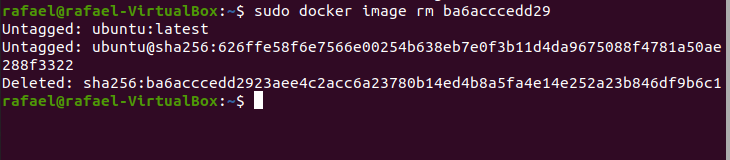 rafael@rafael-VirtualBox:~$ sudo docker image rm ba6acccedd29
Untagged: ubuntu:latest
Untagged: ubuntu@sha256:626ffe58f6e7566e00254b638eb7e0f3b11d4da9675088f4781a50ae
288f3322
Deleted: sha256:ba6acccedd2923aee4c2acc6a23780b14ed4b8a5fa4e14e252a23b846df9b6c1
rafael@rafael-VirtualBox:~$